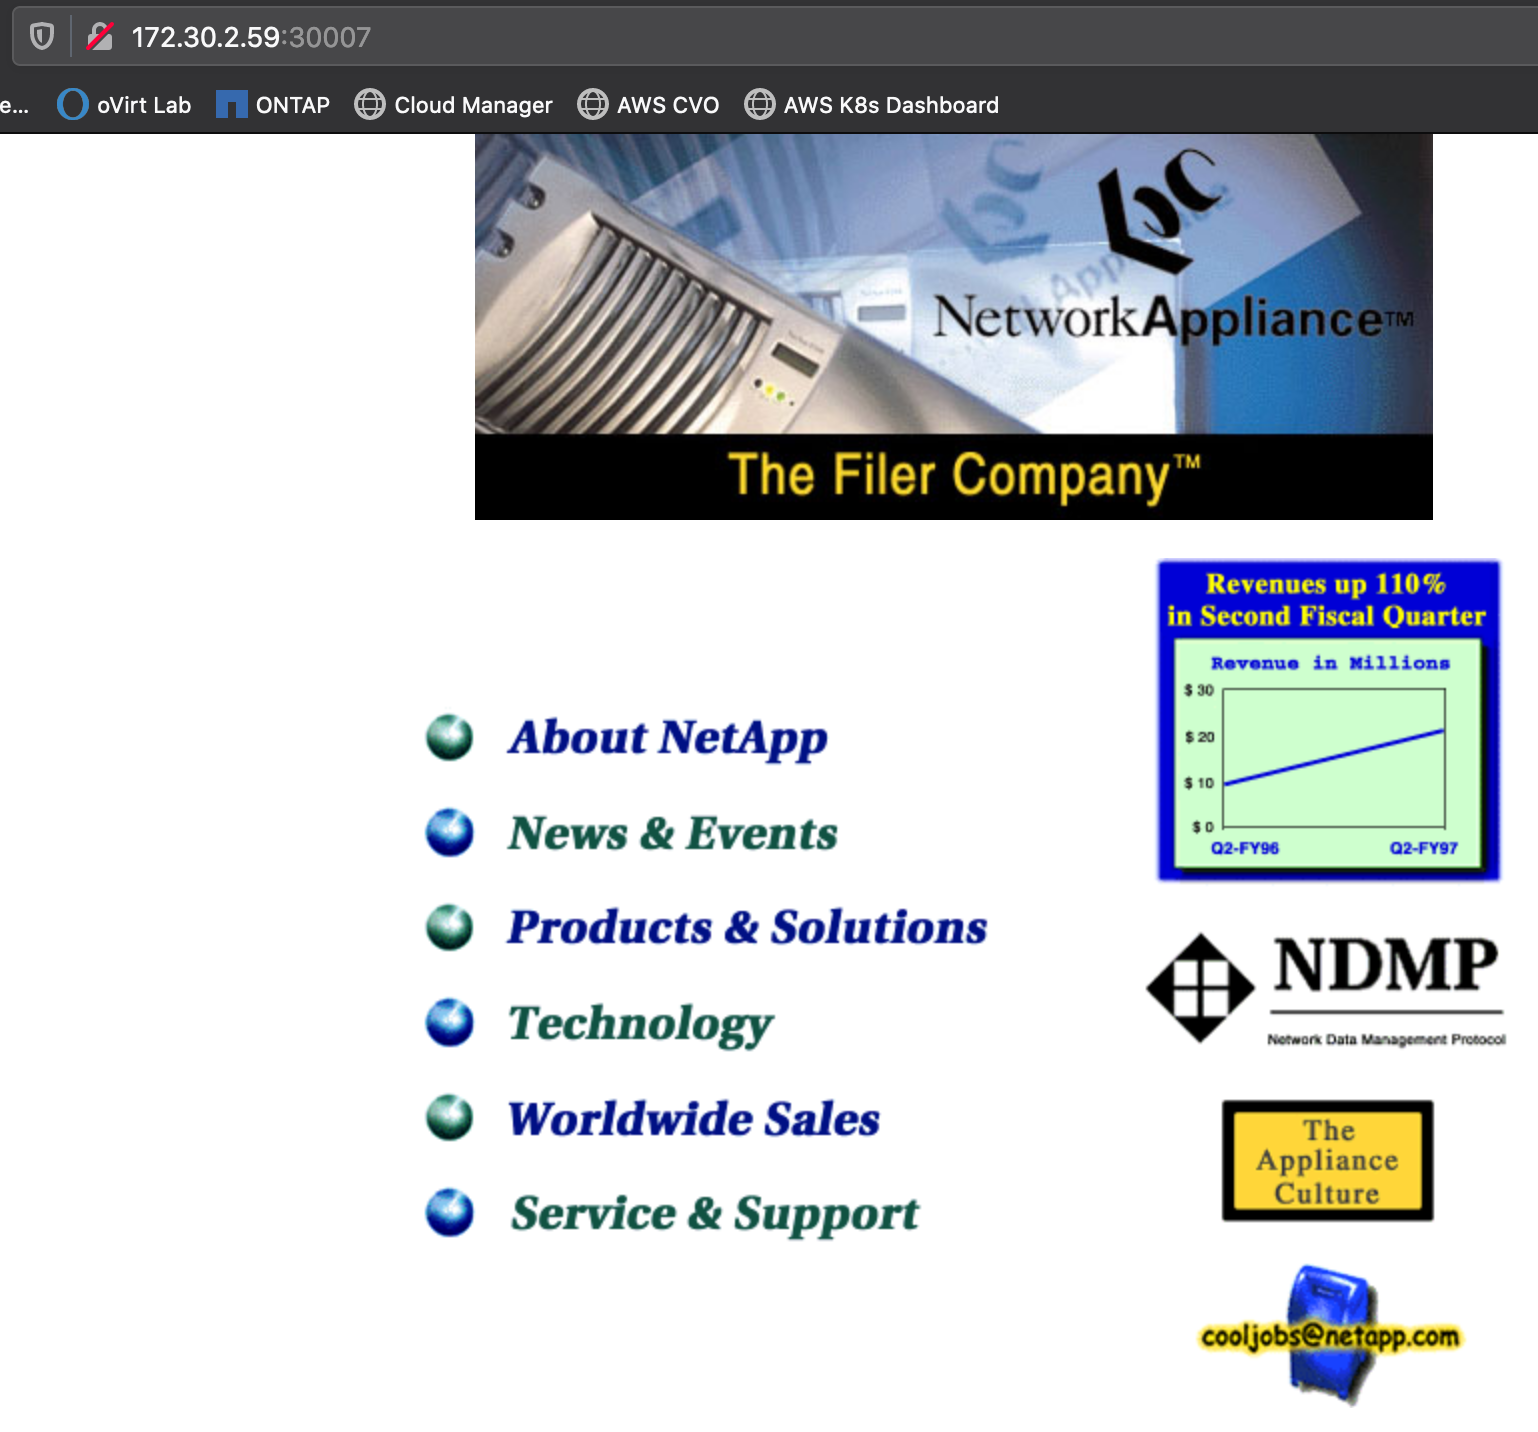 172.30.2.59:30007
e...
oVirt Lab
ONTAP
Cloud Manager
AWS CVO
AWS K8s Dashboard
NetworkAppliance™
The Filer Company™
Revenues up 110%
in Second Fiscal Quarter
Revenue in Millions
$ 30
$ 20
$ 10
$ 0
Q2-FY96
Q2-FY97
About NetApp
News & Events
Products & Solutions
Technology
Worldwide Sales
Service & Support
NDMP
Network Data Management Protocol
The
Appliance
Culture
cooljobs@netapp.com